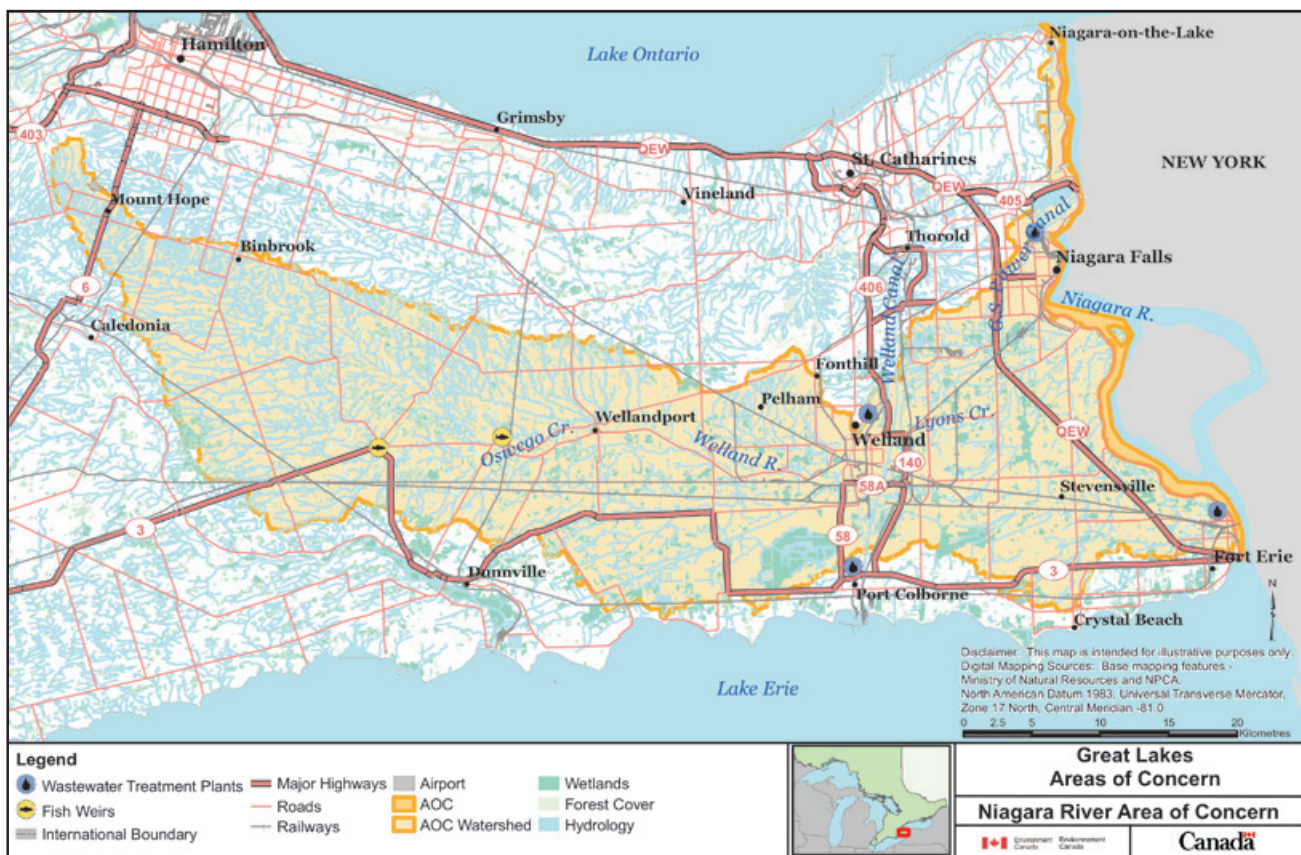 Niagara-on-the-Lake
Hamilton
Lake Ontario
Grimsby
403
QEW
St. Catharines
NEW YORK
QEW
405
Vineland
Mount Hope
Thorold
Binbrook
Niagara Falls
6
406
Welland Canal
Niagara R.
Caledonia
Fonthill
Pelham
Wellandport
Lyons Cr.
Oswego Cr.
Welland R.
Welland
QEW
140
58A
Stevensville
3
58
Fort Erie
Dunnville
3
Port Colborne
N
Crystal Beach
Lake Erie
Disclaimer: This map is intended for illustrative purposes only.
Digital Mapping Sources: Base mapping features -
Ministry of Natural Resources and NPCA.
North American Datum 1983, Universal Transverse Mercator,
Zone 17 North, Central Meridian -81.0
0 2.5 5 10 15 20
Kilometres
Legend
Wastewater Treatment Plants
Fish Weirs
International Boundary
Major Highways
Roads
Railways
Airport
AOC
AOC Watershed
Wetlands
Forest Cover
Hydrology
Great Lakes
Areas of Concern
Niagara River Area of Concern
Environment Canada
Environnement Canada
Canada